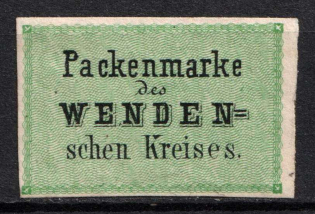 Packenmarke
des
WENDEN=
schen Kreises.